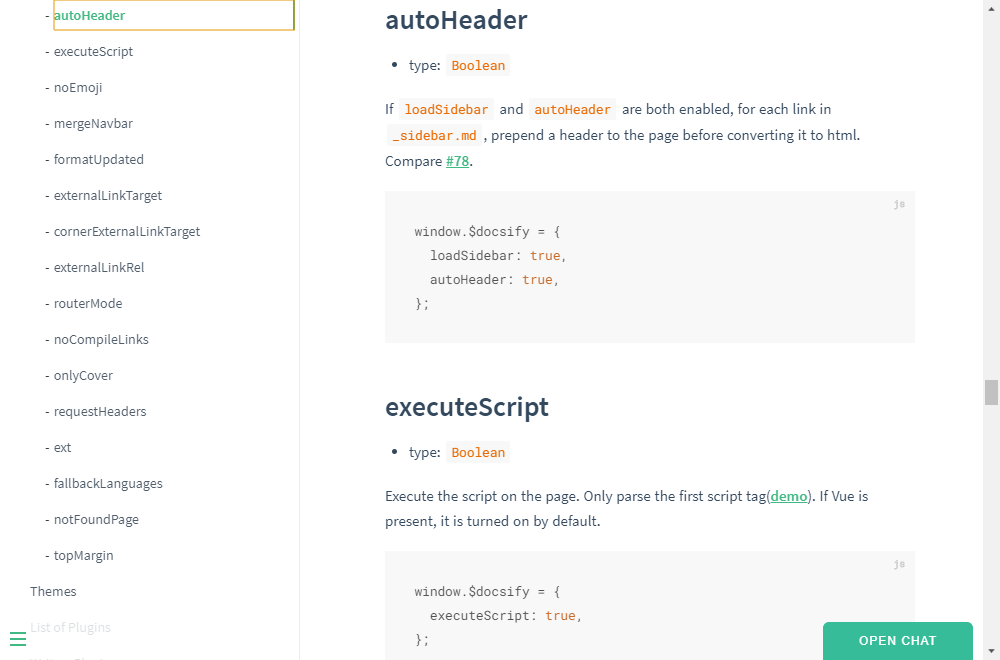 - autoHeader
- executeScript
- noEmoji
- mergeNavbar
- formatUpdated
- externalLinkTarget
- cornerExternalLinkTarget
- externalLinkRel
- routerMode
- noCompileLinks
- onlyCover
- requestHeaders
- ext
- fallbackLanguages
- notFoundPage
- topMargin
Themes
List of Plugins
autoHeader
• type: Boolean
If loadSidebar and autoHeader are both enabled, for each link in
_sidebar.md , prepend a header to the page before converting it to html.
Compare #78.
js
window.$docsify = {
loadSidebar: true,
autoHeader: true,
};
executeScript
• type: Boolean
Execute the script on the page. Only parse the first script tag(demo). If Vue is
present, it is turned on by default.
js
window.$docsify = {
executeScript: true,
};
OPEN CHAT